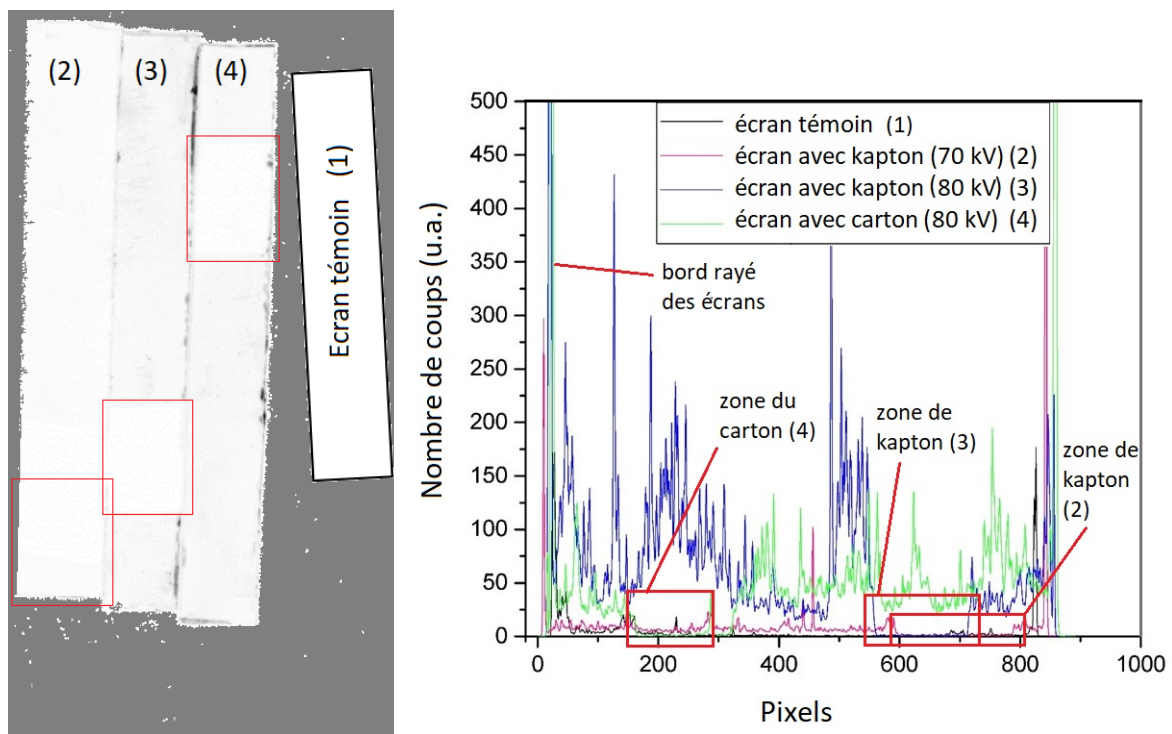 (2)
(3)
(4)
Ecran témoin (1)
500
450
400
350
300
250
200
150
100
50
0
Nombre de coups (u.a.)
écran témoin (1)
écran avec kapton (70 kV) (2)
écran avec kapton (80 kV) (3)
écran avec carton (80 kV) (4)
bord rayé
des écrans
zone du
carton (4)
zone de
kapton (3)
zone de
kapton
(2)
0
200
400
600
800
1000
Pixels